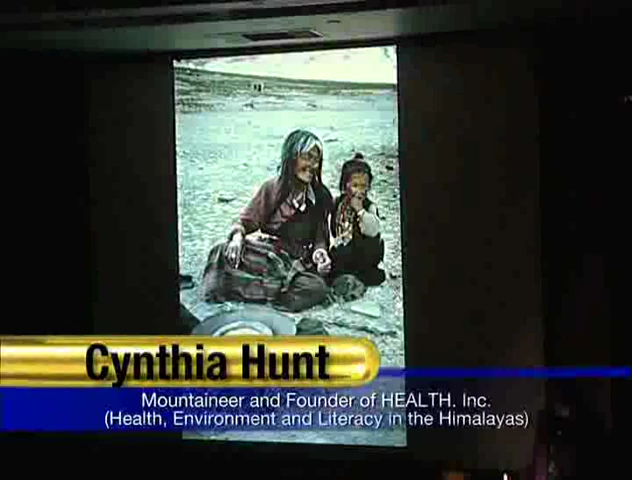 Cynthia Hunt
Mountaineer and Founder of HEALTH. Inc.
(Health, Environment and Literacy in the Himalayas)